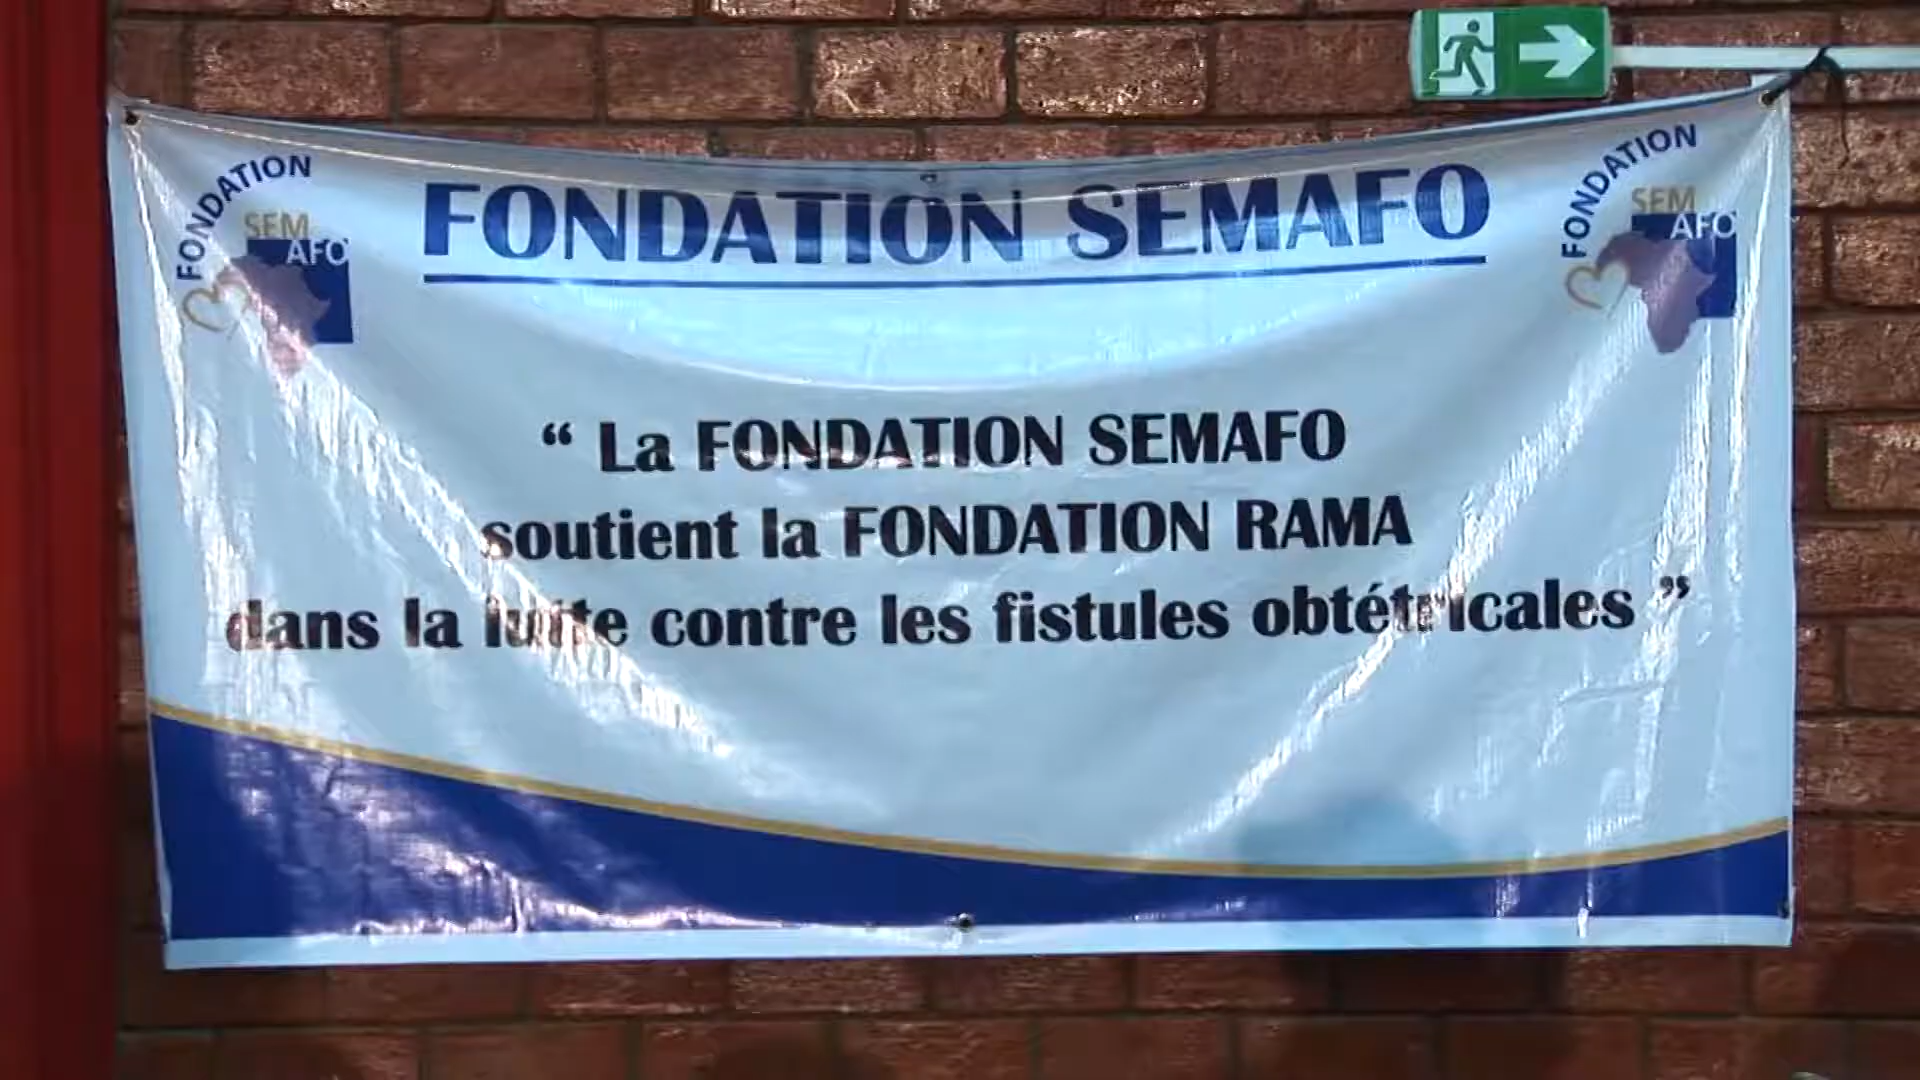 FONDATION SEMAFO
FONDATION
SEM
AFO
FONDATION
SEM
AFO
“ La FONDATION SEMAFO
soutient la FONDATION RAMA
dans la lutte contre les fistules obtétricales ”